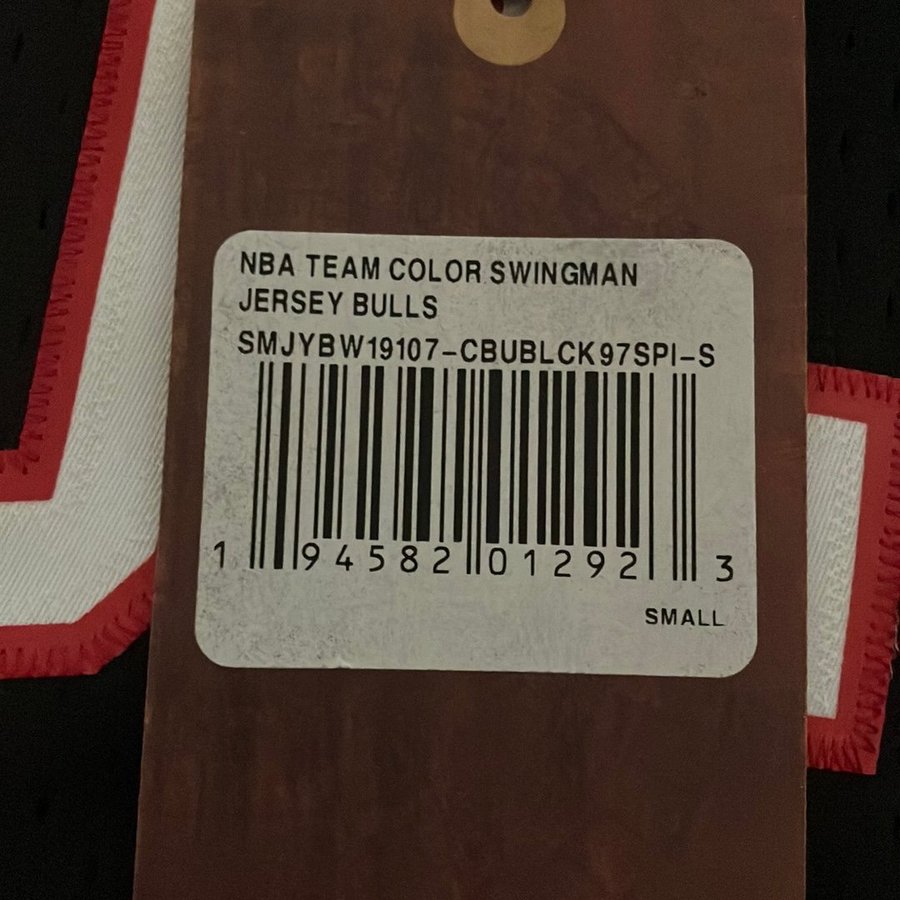 NBA TEAM COLOR SWINGMAN
JERSEY BULLS
SMJYBW19107-CBUBLCK97SPI-S
1 94582 01292 3
SMALL